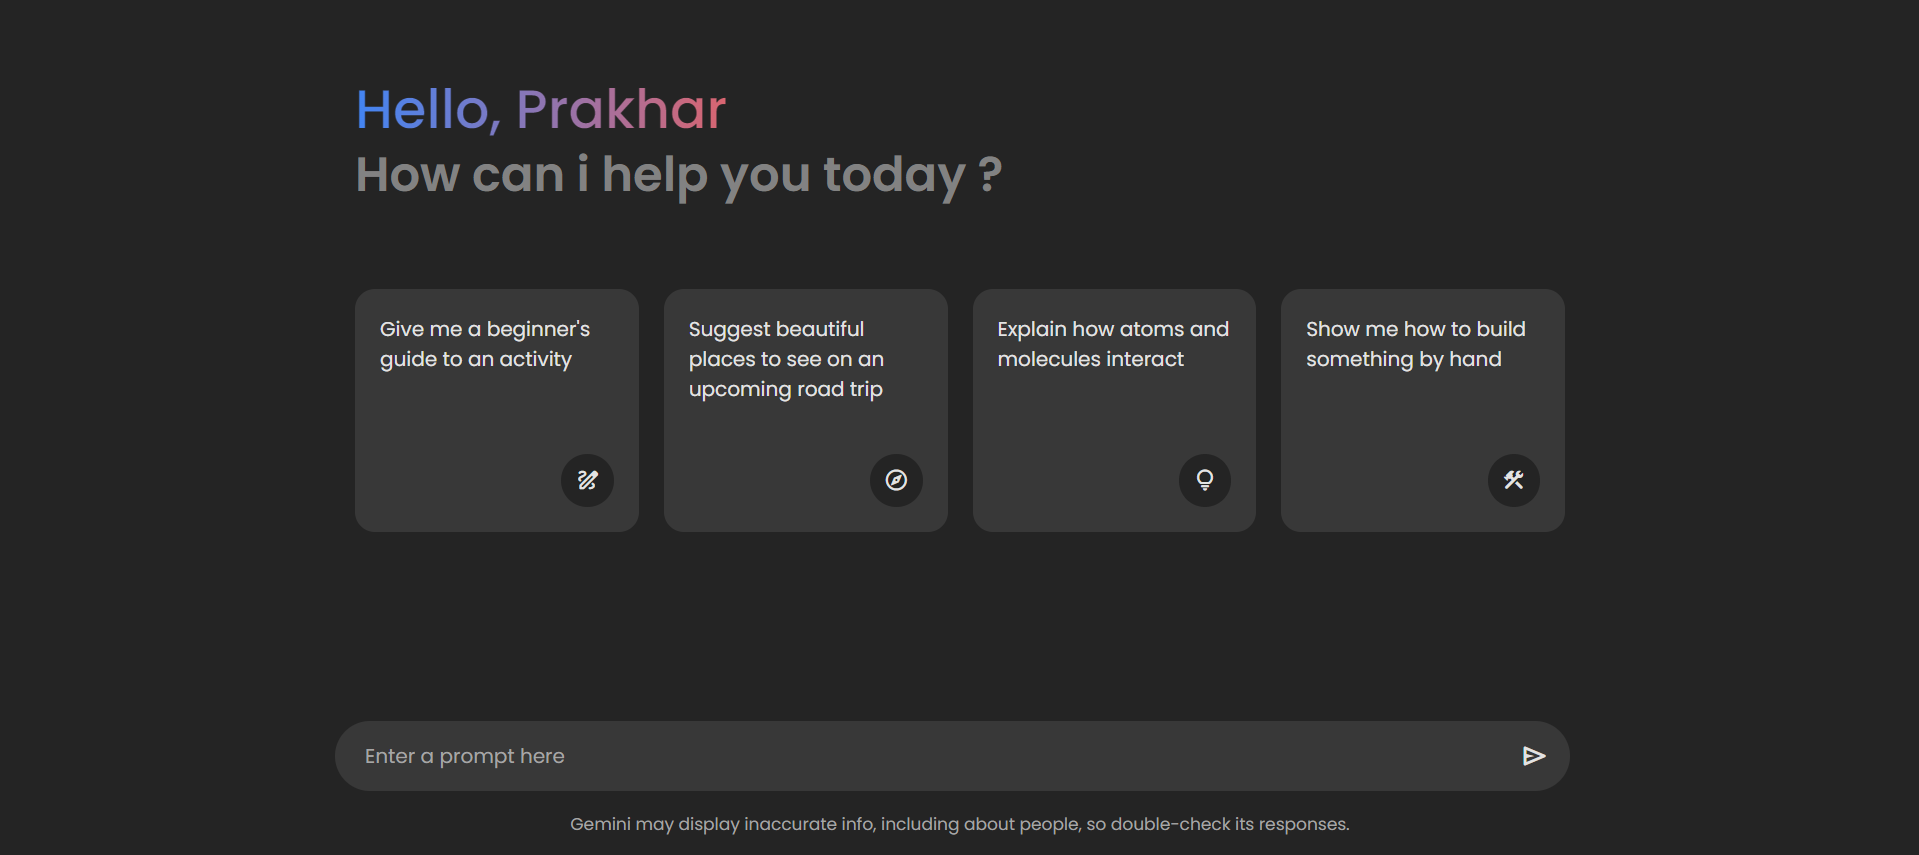 Hello, Prakhar
How can i help you today ?
Give me a beginner's
guide to an activity
Suggest beautiful
places to see on an
upcoming road trip
Explain how atoms and
molecules interact
Show me how to build
something by hand
Enter a prompt here
Gemini may display inaccurate info, including about people, so double-check its responses.